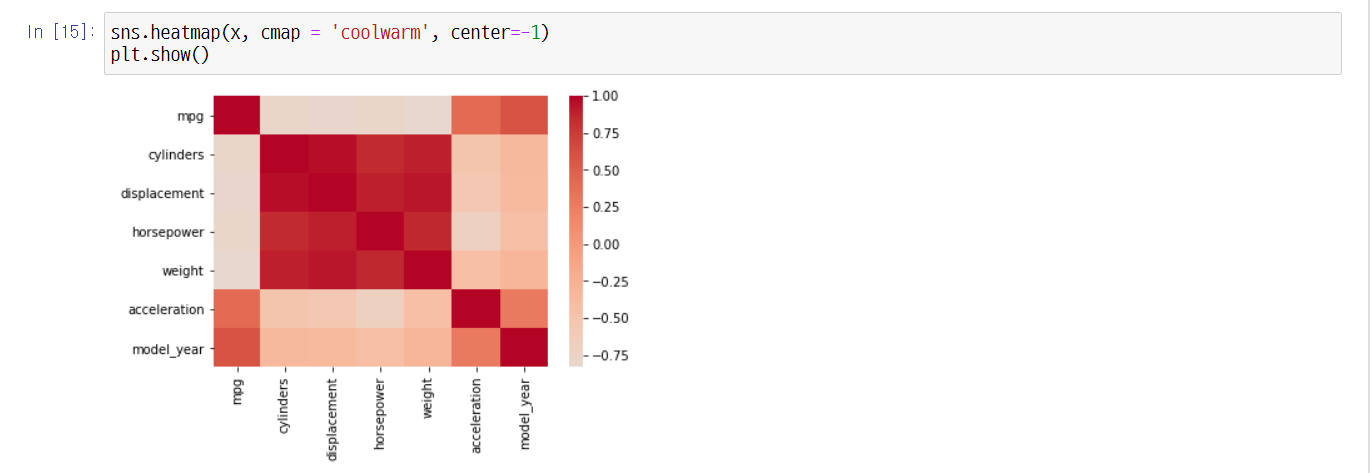 In [15]: sns.heatmap(x, cmap = 'coolwarm', center=-1)
plt.show()
mpg
cylinders
displacement
horsepower
weight
acceleration
model_year
mpg
cylinders
displacement
horsepower
weight
acceleration
model_year
1.00
0.75
0.50
0.25
0.00
−0.25
−0.50
−0.75